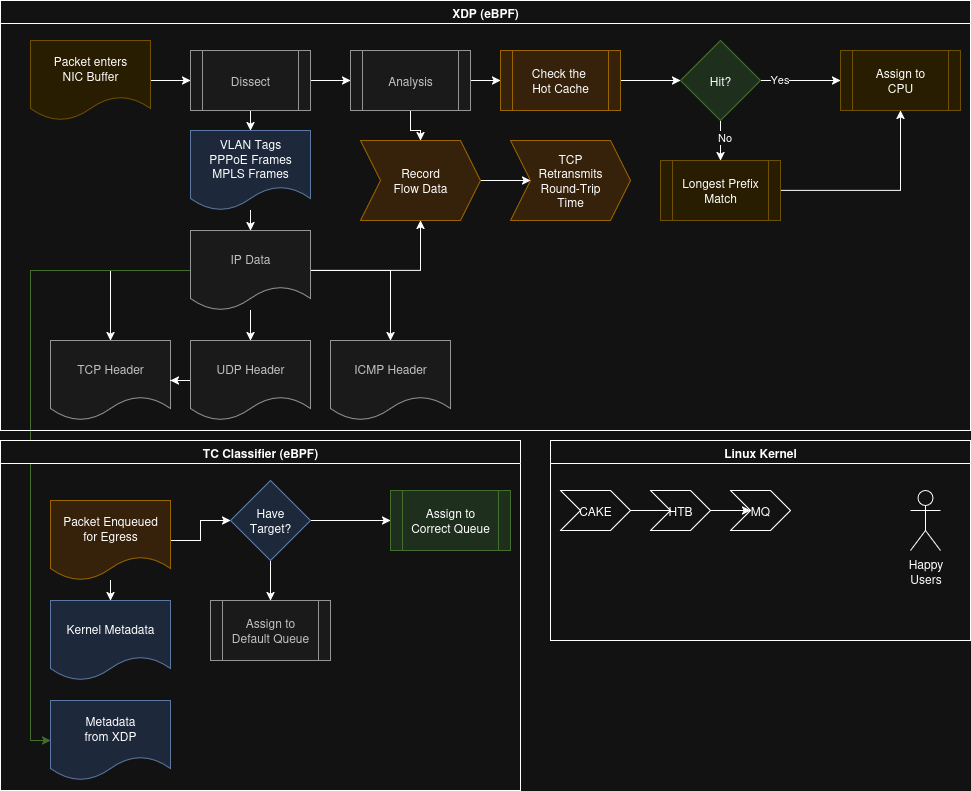 XDP (eBPF)
Packet enters
NIC Buffer
Dissect
Analysis
Check the
Hot Cache
Hit?
Yes
Assign to
CPU
No
VLAN Tags
PPPoE Frames
MPLS Frames
Record
Flow Data
TCP
Retransmits
Round-Trip
Time
Longest Prefix
Match
IP Data
TCP Header
UDP Header
ICMP Header
TC Classifier (eBPF)
Packet Enqueued
for Egress
Have
Target?
Assign to
Correct Queue
Kernel Metadata
Assign to
Default Queue
Metadata
from XDP
Linux Kernel
CAKE
HTB
MQ
Happy
Users